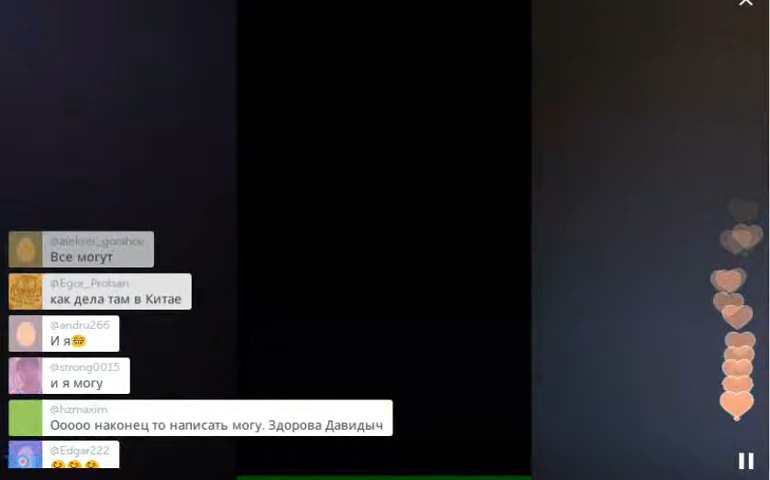 @aleksei_gorshov
Все могут
@Egor_Protsan
как дела там в Китае
@andru266
И я🤓
@strong0015
и я могу
@hzmaxim
Ооооо наконец то написать могу. Здорова Давидыч
@Edgar222
😋😋😋